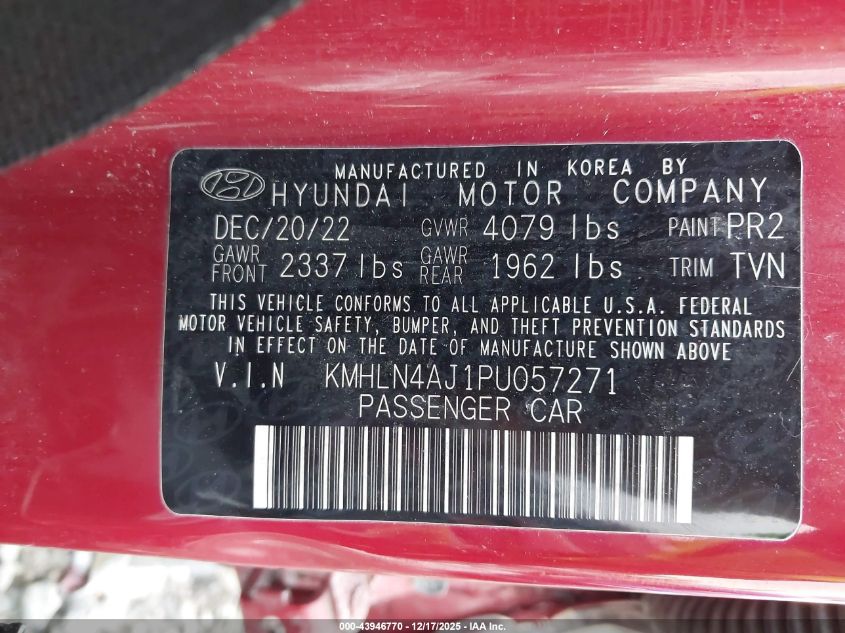 MANUFACTURED IN KOREA BY
HYUNDAI MOTOR COMPANY
DEC/20/22 GVWR 4079 lbs PAINT PR2
GAWR FRONT 2337 lbs GAWR REAR 1962 lbs TRIM TVN
THIS VEHICLE CONFORMS TO ALL APPLICABLE U.S.A. FEDERAL
MOTOR VEHICLE SAFETY, BUMPER, AND THEFT PREVENTION STANDARDS
IN EFFECT ON THE DATE OF MANUFACTURE SHOWN ABOVE
V.I.N KMHLN4AJ1PU057271
PASSENGER CAR
000-43946770 - 12/17/2025 - IAA Inc.